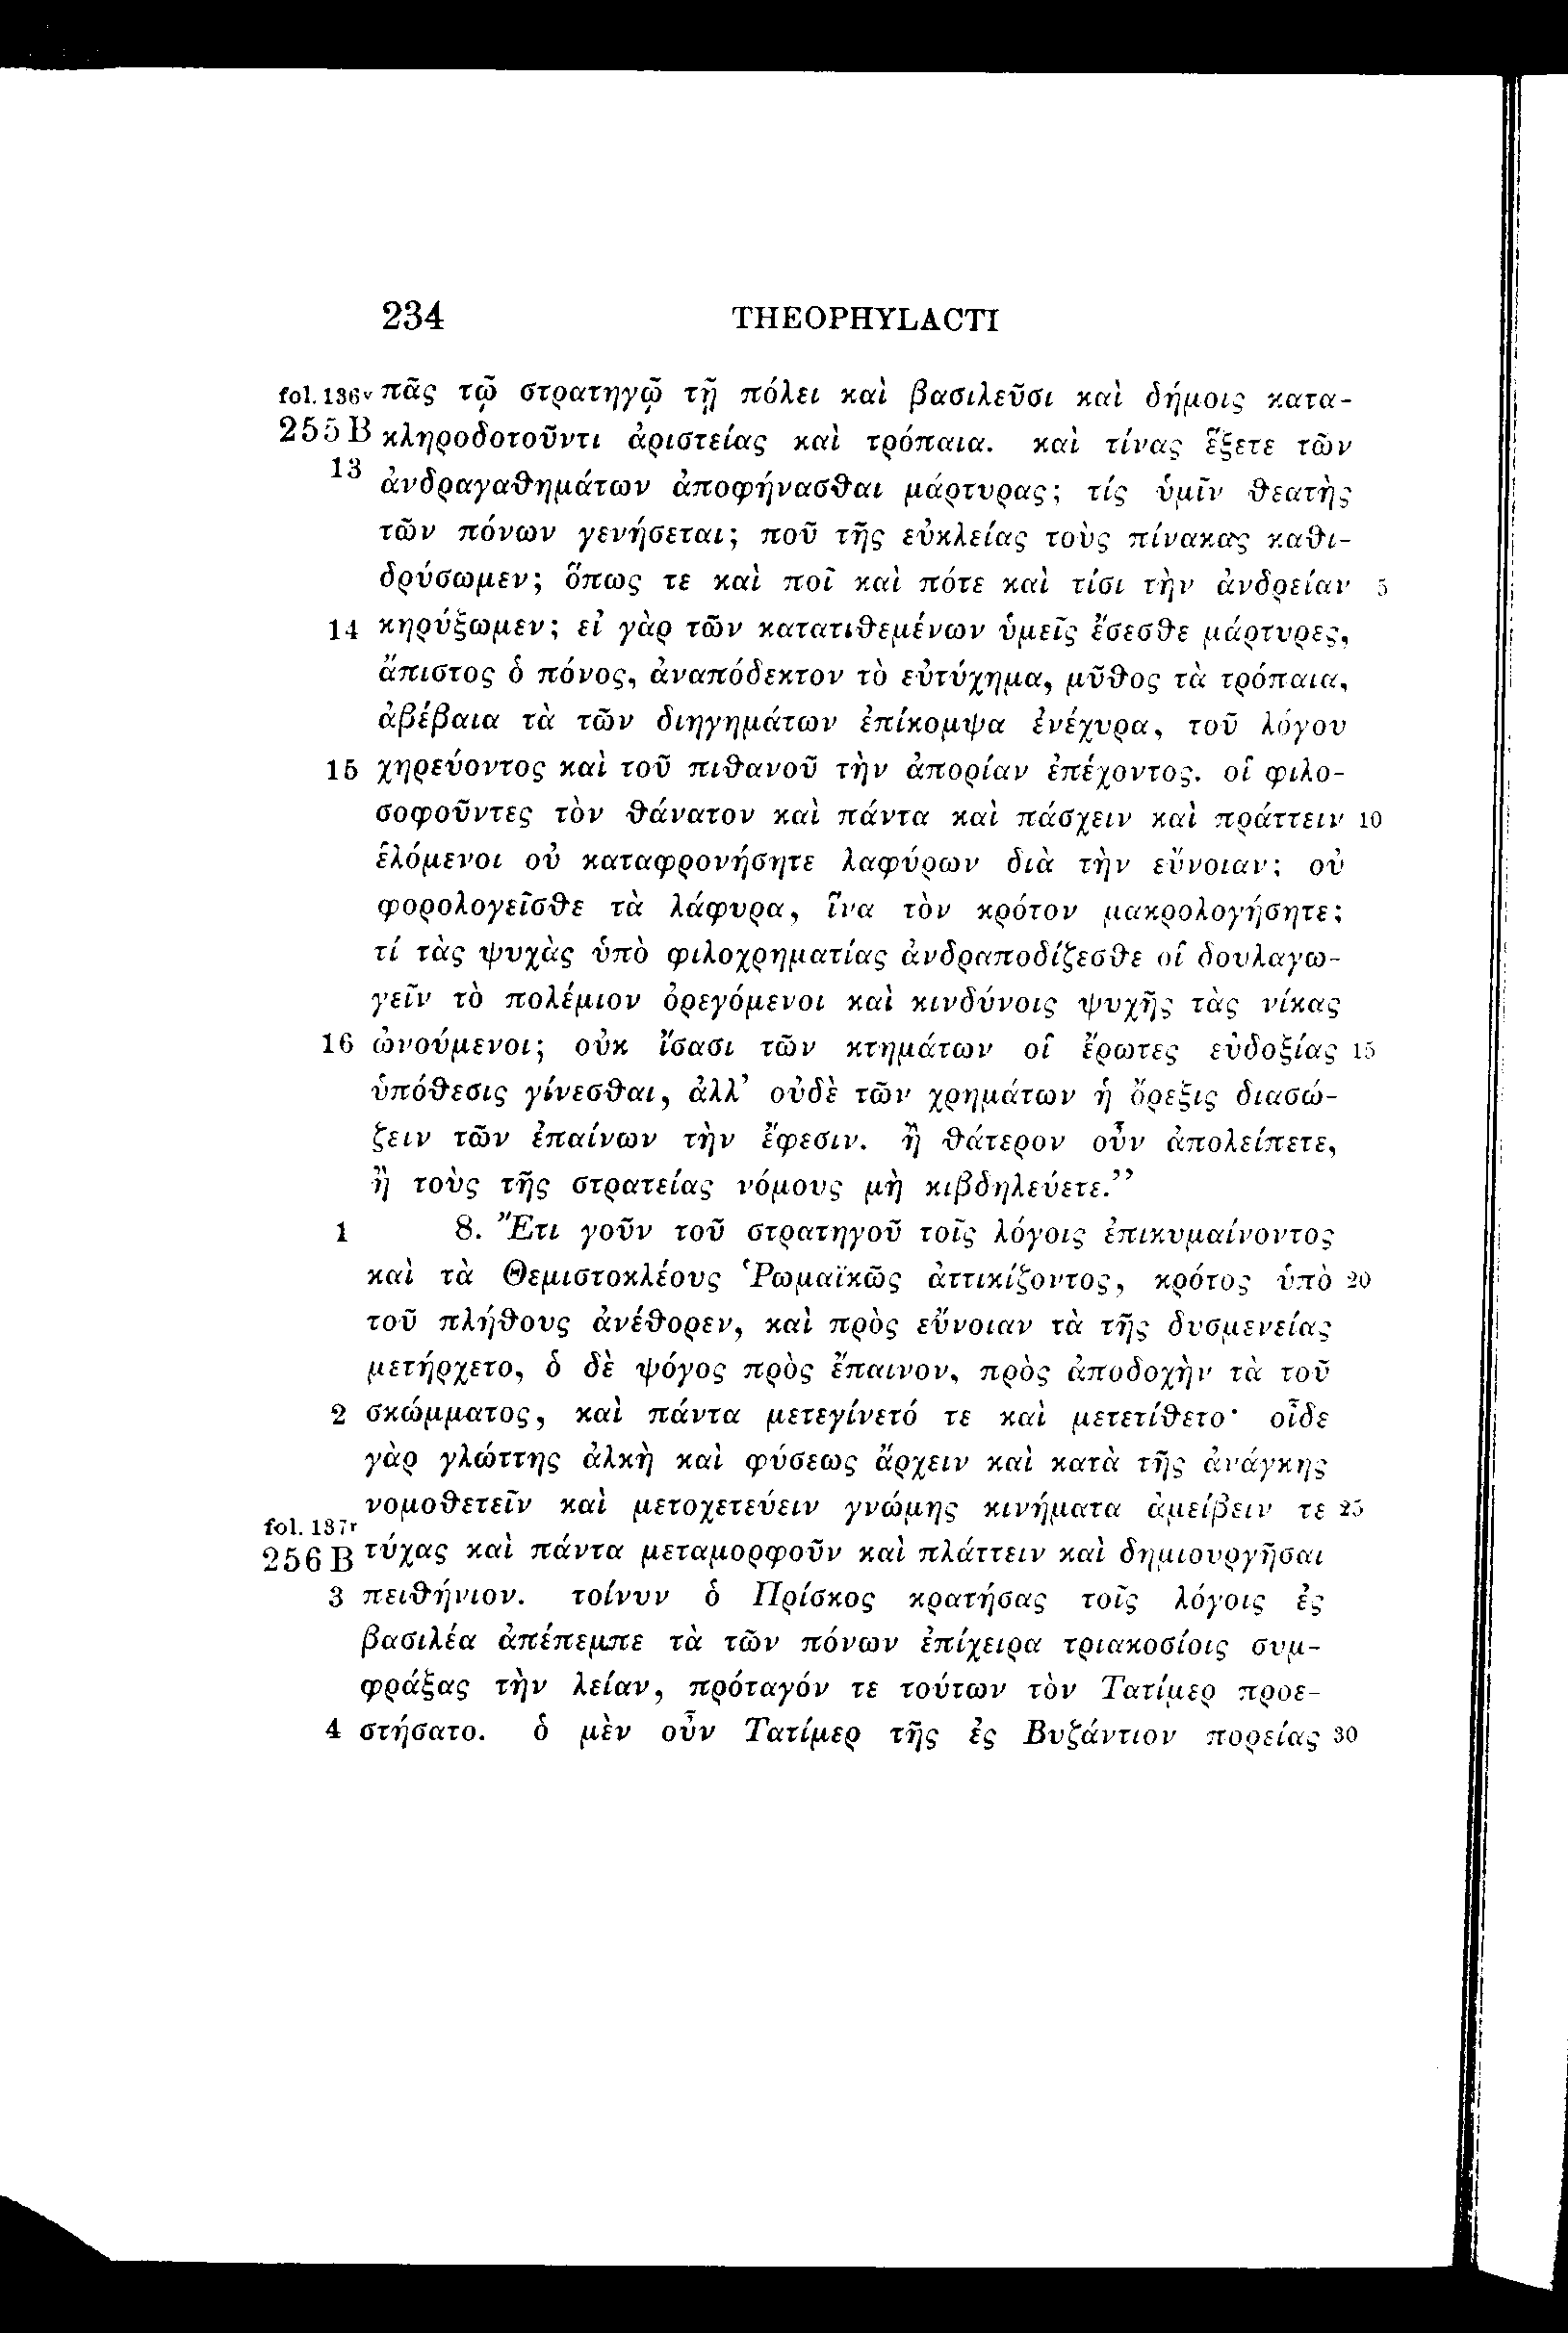 234 THEOPHYLACTI
fol. 136v πᾶς τῷ στρατηγῷ τῇ πόλει καὶ βασιλεῦσι καὶ δήμοις κατα-
255 B κληροδοτοῦντι ἀριστείας καὶ τρόπαια. καὶ τίνας ἕξετε τῶν
13 ἀνδραγαθημάτων ἀποφήνασθαι μάρτυρας; τίς ὑμῖν θεατὴς
τῶν πόνων γενήσεται; ποῦ τῆς εὐκλείας τοὺς πίνακας καθι-
δρύσωμεν; ὅπως τε καὶ ποῖ καὶ πότε καὶ τίσι τὴν ἀνδρείαν 5
14 κηρύξωμεν; εἰ γὰρ τῶν κατατιθεμένων ὑμεῖς ἔσεσθε μάρτυρες,
ἄπιστος ὁ πόνος, ἀναπόδεκτον τὸ εὐτύχημα, μῦθος τὰ τρόπαια,
ἀβέβαια τὰ τῶν διηγημάτων ἐπίκομψα ἐνέχυρα, τοῦ λόγου
15 χηρεύοντος καὶ τοῦ πιθανοῦ τὴν ἀπορίαν ἐπέχοντος. οἱ φιλο-
σοφοῦντες τὸν θάνατον καὶ πάντα καὶ πάσχειν καὶ πράττειν 10
ἑλόμενοι οὐ καταφρονήσητε λαφύρων διὰ τὴν εὔνοιαν; οὐ
φορολογεῖσθε τὰ λάφυρα, ἵνα τὸν κρότον μακρολογήσητε;
τί τὰς ψυχὰς ὑπὸ φιλοχρηματίας ἀνδραποδίζεσθε οἱ δουλαγω-
γεῖν τὸ πολέμιον ὀρεγόμενοι καὶ κινδύνοις ψυχῆς τὰς νίκας
16 ὠνούμενοι; οὐκ ἴσασι τῶν κτημάτων οἱ ἔρωτες εὐδοξίας 15
ὑπόθεσις γίνεσθαι, ἀλλ’ οὐδὲ τῶν χρημάτων ἡ ὄρεξις διασώ-
ζειν τῶν ἐπαίνων τὴν ἔφεσιν. ἢ θάτερον οὖν ἀπολείπετε,
ἢ τοὺς τῆς στρατείας νόμους μὴ κιβδηλεύετε.”
1 8. Ἔτι γοῦν τοῦ στρατηγοῦ τοῖς λόγοις ἐπικυμαίνοντος
καὶ τὰ Θεμιστοκλέους Ῥωμαϊκῶς ἀττικίζοντος, κρότος ὑπὸ 20
τοῦ πλήθους ἀνέθορεν, καὶ πρὸς εὔνοιαν τὰ τῆς δυσμενείας
μετήρχετο, ὁ δὲ ψόγος πρὸς ἔπαινον, πρὸς ἀποδοχὴν τὰ τοῦ
2 σκώμματος, καὶ πάντα μετεγίνετό τε καὶ μετετίθετο· οἶδε
γὰρ γλώττης ἀλκὴ καὶ φύσεως ἄρχειν καὶ κατὰ τῆς ἀνάγκης
νομοθετεῖν καὶ μετοχετεύειν γνώμης κινήματα ἀμείβειν τε 25
fol. 137r
256 B τύχας καὶ πάντα μεταμορφοῦν καὶ πλάττειν καὶ δημιουργῆσαι
3 πειθήνιον. τοίνυν ὁ Πρίσκος κρατήσας τοῖς λόγοις ἐς
βασιλέα ἀπέπεμπε τὰ τῶν πόνων ἐπίχειρα τριακοσίοις συμ-
φράξας τὴν λείαν, πρόταγόν τε τούτων τὸν Τατίμερ προε-
4 στήσατο. ὁ μὲν οὖν Τατίμερ τῆς ἐς Βυζάντιον πορείας 30